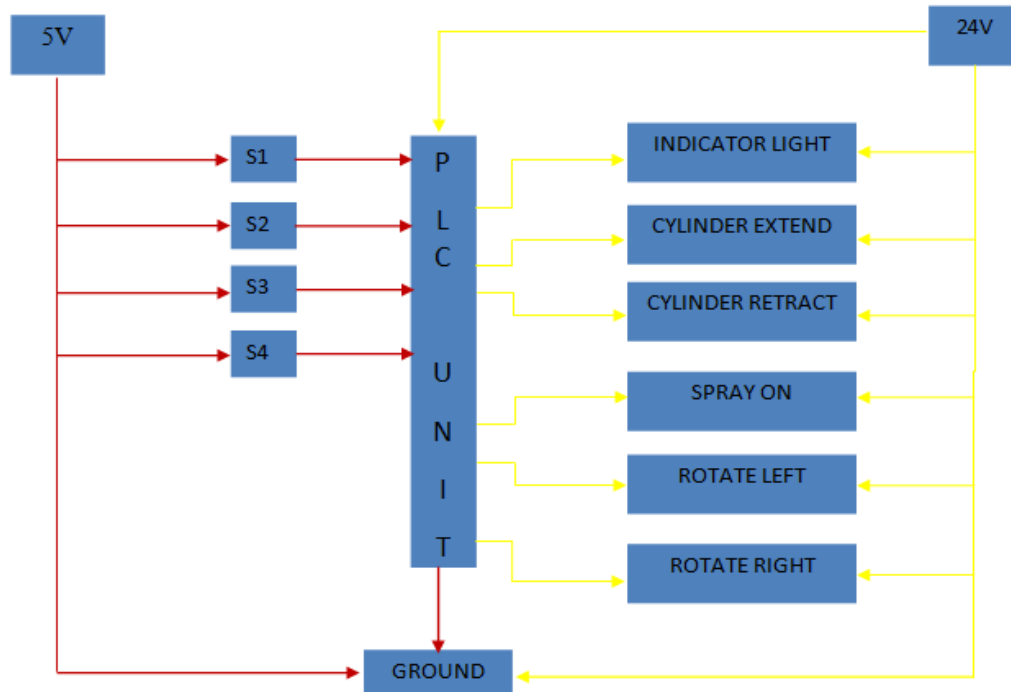 5V
24V
S1
S2
S3
S4
P
L
C
U
N
I
T
INDICATOR LIGHT
CYLINDER EXTEND
CYLINDER RETRACT
SPRAY ON
ROTATE LEFT
ROTATE RIGHT
GROUND